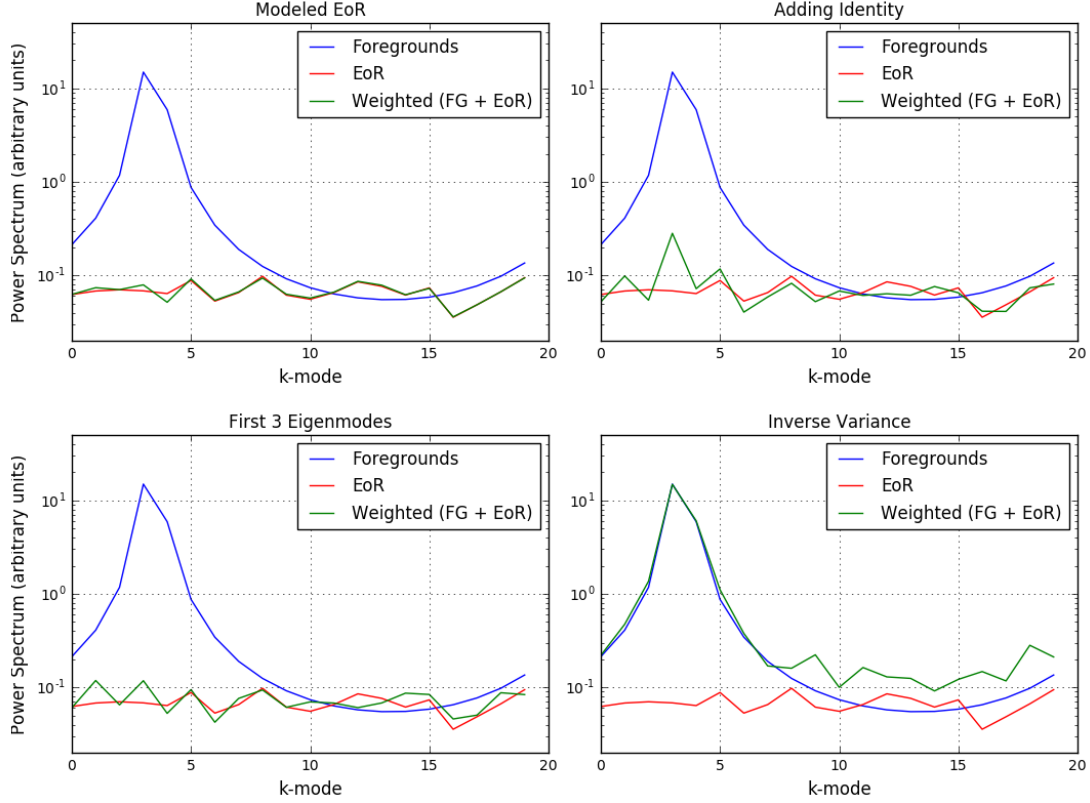 Modeled EoR
Power Spectrum (arbitrary units)
10^1
10^0
10^-1
Foregrounds
EoR
Weighted (FG + EoR)
0 5 10 15 20
k-mode
Adding Identity
10^1
10^0
10^-1
Foregrounds
EoR
Weighted (FG + EoR)
0 5 10 15 20
k-mode
First 3 Eigenmodes
Power Spectrum (arbitrary units)
10^1
10^0
10^-1
Foregrounds
EoR
Weighted (FG + EoR)
0 5 10 15 20
k-mode
Inverse Variance
10^1
10^0
10^-1
Foregrounds
EoR
Weighted (FG + EoR)
0 5 10 15 20
k-mode